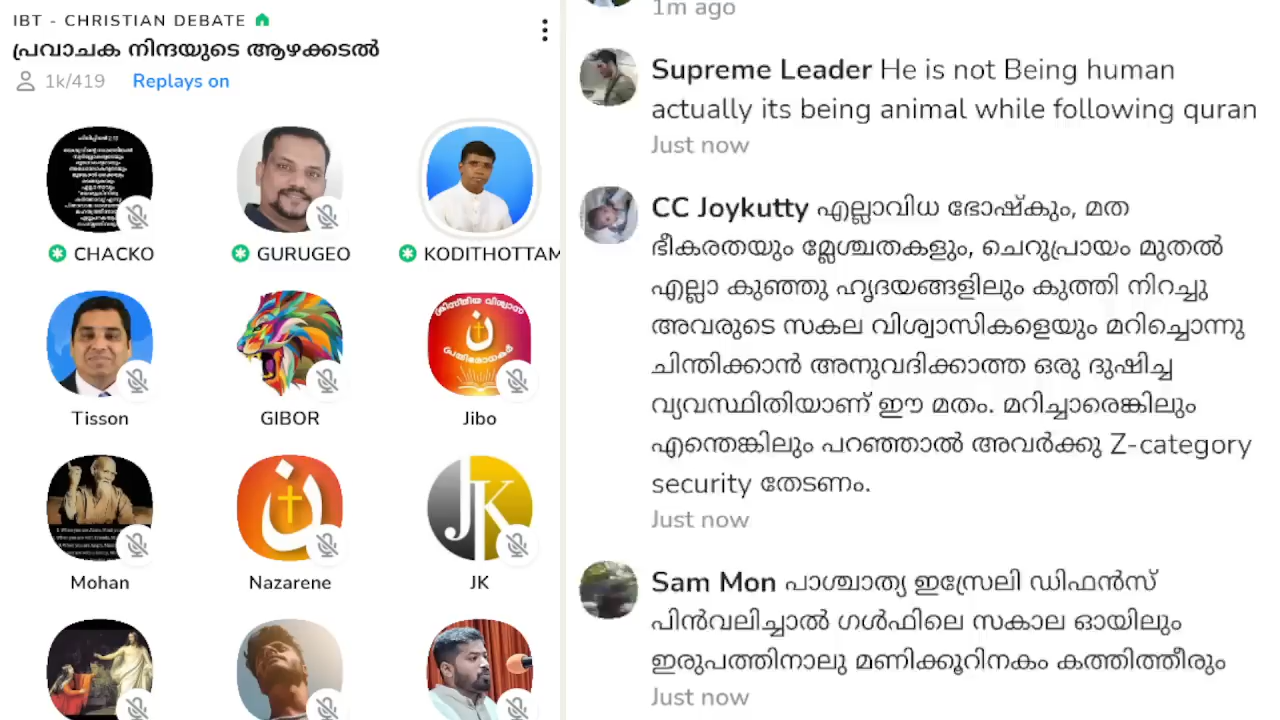 IBT - CHRISTIAN DEBATE
പ്രവാചക നിന്ദയുടെ ആഴക്കടൽ
1k/419 Replays on
CHACKO
GURUGEO
KODITHOTTAM
ക്രിസ്തീയ വിശ്വാസ
ن
പ്രതിരോധകർ
Tisson
GIBOR
Jibo
JK
ن
Mohan
Nazarene
JK
1m ago
Supreme Leader He is not Being human
actually its being animal while following quran
Just now
CC Joykutty എല്ലാവിധ ഭോഷ്കും, മത
ഭീകരതയും മ്ലേശ്ചതകളും, ചെറുപ്രായം മുതൽ
എല്ലാ കുഞ്ഞു ഹൃദയങ്ങളിലും കുത്തി നിറച്ചു
അവരുടെ സകല വിശ്വാസികളെയും മറിച്ചൊന്നു
ചിന്തിക്കാൻ അനുവദിക്കാത്ത ഒരു ദുഷിച്ച
വ്യവസ്ഥിതിയാണ് ഈ മതം. മറിച്ചാരെങ്കിലും
എന്തെങ്കിലും പറഞ്ഞാൽ അവർക്കു Z-category
security തേടണം.
Just now
Sam Mon പാശ്ചാത്യ ഇസ്രേലി ഡിഫൻസ്
പിൻവലിച്ചാൽ ഗൾഫിലെ സകാല ഓയിലും
ഇരുപത്തിനാലു മണിക്കൂറിനകം കത്തിത്തീരും
Just now